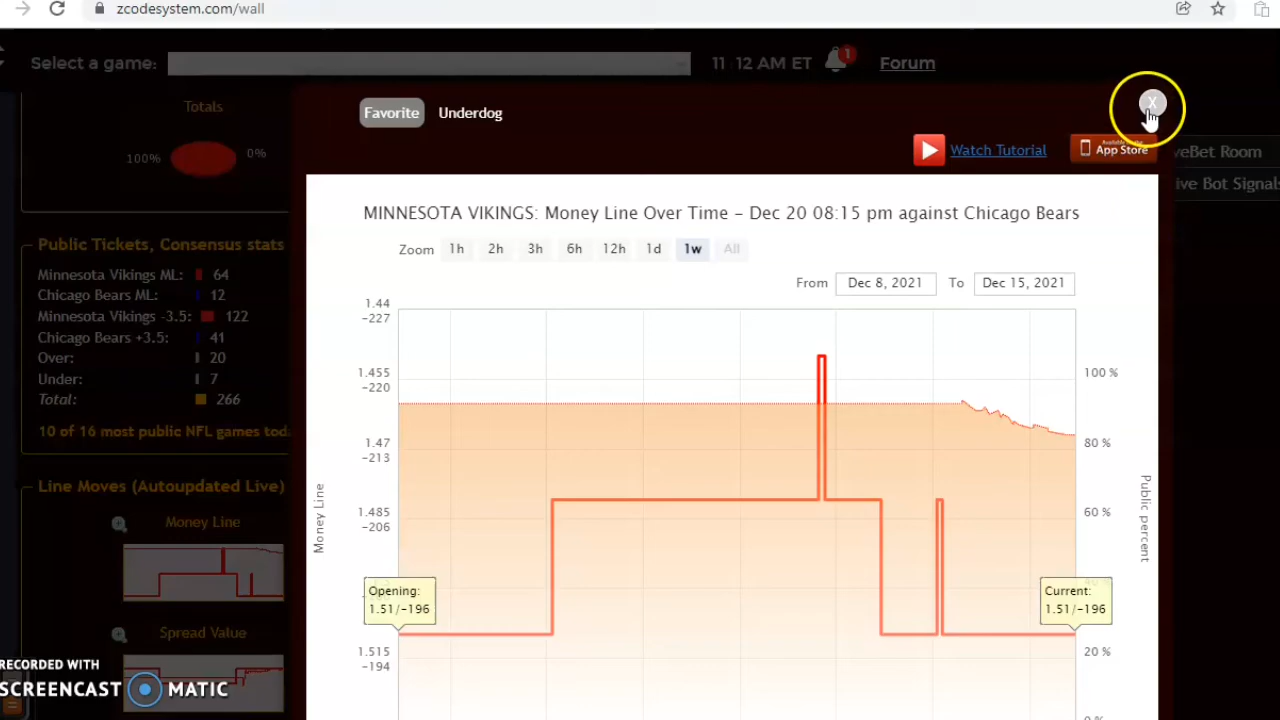 zcodesystem.com/wall
Select a game:
11 12 AM ET
1
Forum
Totals
100%
0%
Favorite
Underdog
X
Watch Tutorial
App Store
veBet Room
ive Bot Signals
Public Tickets, Consensus stats
Minnesota Vikings ML: 64
Chicago Bears ML: 12
Minnesota Vikings -3.5: 122
Chicago Bears +3.5: 41
Over: 20
Under: 7
Total: 266
10 of 16 most public NFL games toda
Line Moves (Autoupdated Live)
Money Line
Spread Value
MINNESOTA VIKINGS: Money Line Over Time – Dec 20 08:15 pm against Chicago Bears
Zoom 1h 2h 3h 6h 12h 1d 1w All
From Dec 8, 2021 To Dec 15, 2021
1.44
-227
1.455
-220
1.47
-213
1.485
-206
1.515
-194
Money Line
100 %
80 %
60 %
40 %
20 %
0 %
Public percent
Opening:
1.51/-196
Current:
1.51/-196
RECORDED WITH
SCREENCAST MATIC